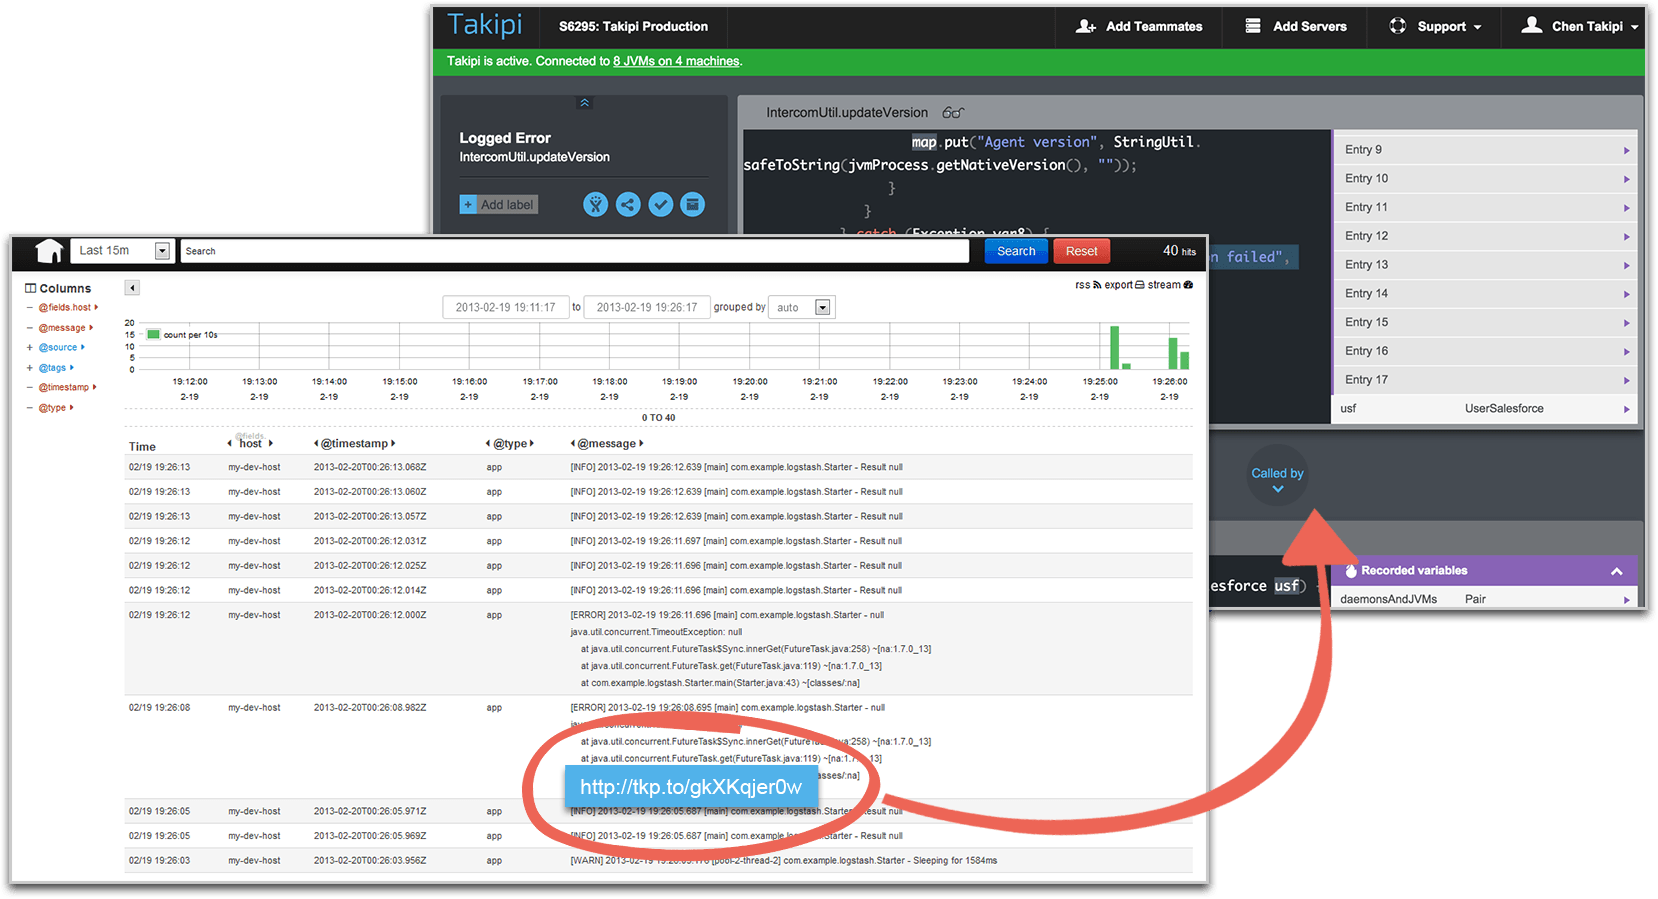 Takipi
S6295: Takipi Production
Add Teammates
Add Servers
Support
Chen Takipi
Takipi is active. Connected to 8 JVMs on 4 machines.
Logged Error
IntercomUtil.updateVersion
+ Add label
IntercomUtil.updateVersion
map.put("Agent version", StringUtil.
safeToString(jvmProcess.getNativeVersion(), ""));
}
}
} catch (Exception var8) {
n failed",
Entry 9
Entry 10
Entry 11
Entry 12
Entry 13
Entry 14
Entry 15
Entry 16
Entry 17
usf UserSalesforce
Called by
esforce usf)
Recorded variables
daemonsAndJVMs Pair
Last 15m
Search
Search
Reset
40 hits
Columns
– @fields.host
– @message
+ @source
+ @tags
– @timestamp
– @type
rss export stream
2013-02-19 19:11:17 to 2013-02-19 19:26:17 grouped by auto
20
15
10
5
0
count per 10s
19:12:00 19:13:00 19:14:00 19:15:00 19:16:00 19:17:00 19:18:00 19:19:00 19:20:00 19:21:00 19:22:00 19:23:00 19:24:00 19:25:00 19:26:00
2-19 2-19 2-19 2-19 2-19 2-19 2-19 2-19 2-19 2-19 2-19 2-19 2-19 2-19 2-19
0 TO 40
Time @fields. host @timestamp @type @message
02/19 19:26:13 my-dev-host 2013-02-20T00:26:13.068Z app [INFO] 2013-02-19 19:26:12.639 [main] com.example.logstash.Starter - Result null
02/19 19:26:13 my-dev-host 2013-02-20T00:26:13.060Z app [INFO] 2013-02-19 19:26:12.639 [main] com.example.logstash.Starter - Result null
02/19 19:26:13 my-dev-host 2013-02-20T00:26:13.057Z app [INFO] 2013-02-19 19:26:12.639 [main] com.example.logstash.Starter - Result null
02/19 19:26:12 my-dev-host 2013-02-20T00:26:12.031Z app [INFO] 2013-02-19 19:26:11.697 [main] com.example.logstash.Starter - Result null
02/19 19:26:12 my-dev-host 2013-02-20T00:26:12.025Z app [INFO] 2013-02-19 19:26:11.696 [main] com.example.logstash.Starter - Result null
02/19 19:26:12 my-dev-host 2013-02-20T00:26:12.014Z app [INFO] 2013-02-19 19:26:11.696 [main] com.example.logstash.Starter - Result null
02/19 19:26:12 my-dev-host 2013-02-20T00:26:12.000Z app [ERROR] 2013-02-19 19:26:11.696 [main] com.example.logstash.Starter - null
java.util.concurrent.TimeoutException: null
at java.util.concurrent.FutureTask$Sync.innerGet(FutureTask.java:258) ~[na:1.7.0_13]
at java.util.concurrent.FutureTask.get(FutureTask.java:119) ~[na:1.7.0_13]
at com.example.logstash.Starter.main(Starter.java:43) ~[classes/:na]
02/19 19:26:08 my-dev-host 2013-02-20T00:26:08.982Z app [ERROR] 2013-02-19 19:26:08.695 [main] com.example.logstash.Starter - null
at java.util.concurrent.FutureTask$Sync.innerGet(FutureTask.java:258) ~[na:1.7.0_13]
at java.util.concurrent.FutureTask.get(FutureTask.java:119) ~[na:1.7.0_13]
asses/:na]
http://tkp.to/gkXKqjer0w
02/19 19:26:05 my-dev-host 2013-02-20T00:26:05.971Z app [INFO] 2013-02-19 19:26:05.687 [main] com.example.logstash.Starter - Result null
02/19 19:26:05 my-dev-host 2013-02-20T00:26:05.969Z app [INFO] 2013-02-19 19:26:05.687 [main] com.example.logstash.Starter - Result null
02/19 19:26:03 my-dev-host 2013-02-20T00:26:03.956Z app [WARN] 2013-02-19 [pool-2-thread-2] com.example.logstash.Starter - Sleeping for 1584ms